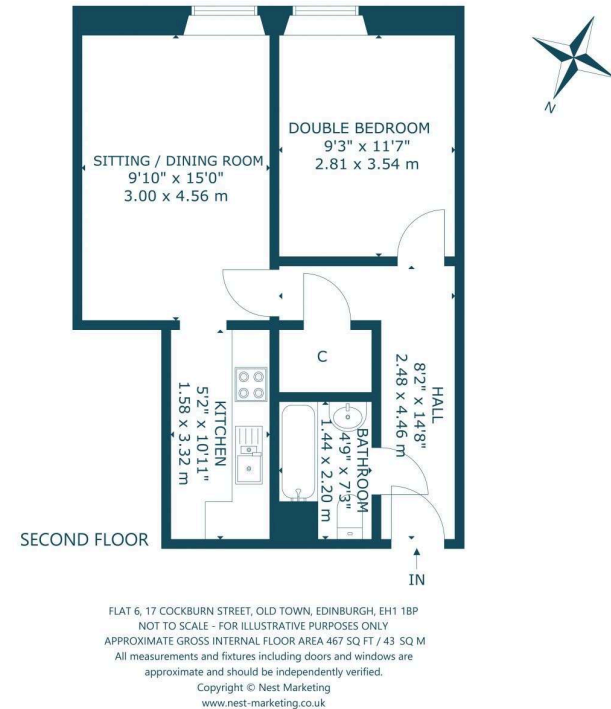 N
SITTING / DINING ROOM
9'10" x 15'0"
3.00 x 4.56 m
DOUBLE BEDROOM
9'3" x 11'7"
2.81 x 3.54 m
C
HALL
8'2" x 14'8"
2.48 x 4.46 m
KITCHEN
5'2" x 10'11"
1.58 x 3.32 m
BATHROOM
4'9" x 7'3"
1.44 x 2.20 m
SECOND FLOOR
IN
FLAT 6, 17 COCKBURN STREET, OLD TOWN, EDINBURGH, EH1 1BP
NOT TO SCALE - FOR ILLUSTRATIVE PURPOSES ONLY
APPROXIMATE GROSS INTERNAL FLOOR AREA 467 SQ FT / 43 SQ M
All measurements and fixtures including doors and windows are
approximate and should be independently verified.
Copyright © Nest Marketing
www.nest-marketing.co.uk